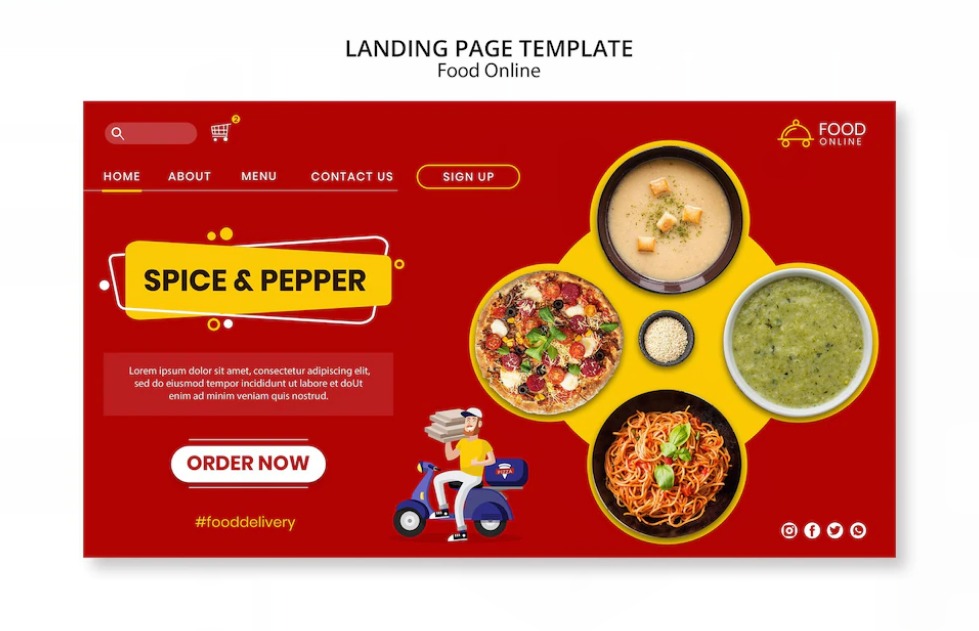 LANDING PAGE TEMPLATE
Food Online
2
FOOD
ONLINE
HOME ABOUT MENU CONTACT US SIGN UP
SPICE & PEPPER
Lorem ipsum dolor sit amet, consectetur adipiscing elit,
sed do eiusmod tempor incididunt ut labore et doUt
enim ad minim veniam quis nostrud.
PIZZA
ORDER NOW
#fooddelivery